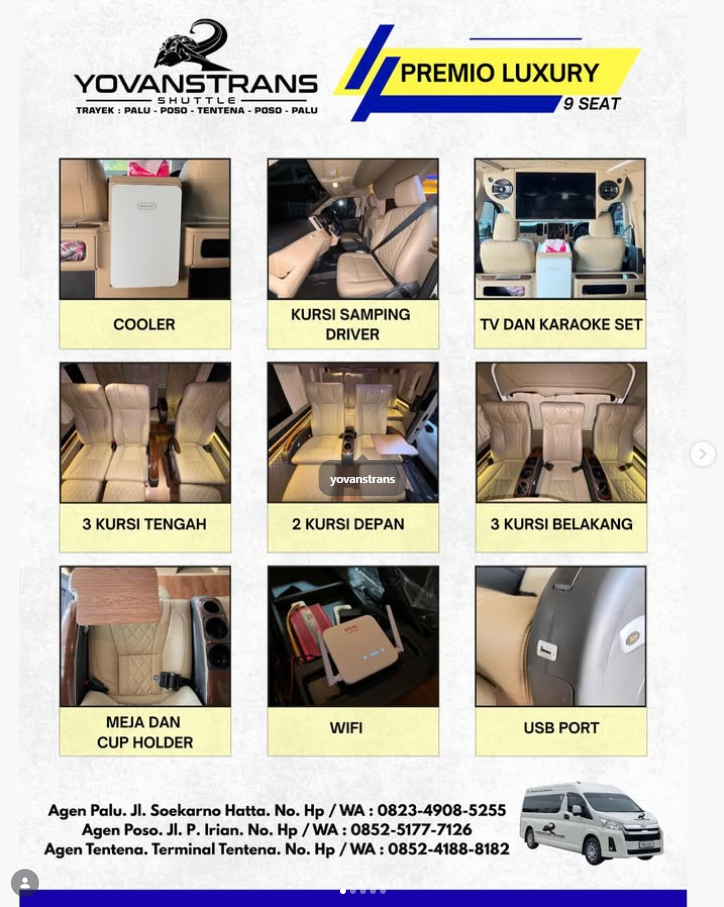 YOVANSTRANS
SHUTTLE
TRAYEK : PALU - POSO - TENTENA - POSO - PALU
PREMIO LUXURY
9 SEAT
COOLER
KURSI SAMPING
DRIVER
TV DAN KARAOKE SET
3 KURSI TENGAH
2 KURSI DEPAN
yovanstrans
3 KURSI BELAKANG
MEJA DAN
CUP HOLDER
WIFI
USB PORT
Agen Palu. Jl. Soekarno Hatta. No. Hp / WA : 0823-4908-5255
Agen Poso. Jl. P. Irian. No. Hp / WA : 0852-5177-7126
Agen Tentena. Terminal Tentena. No. Hp / WA : 0852-4188-8182